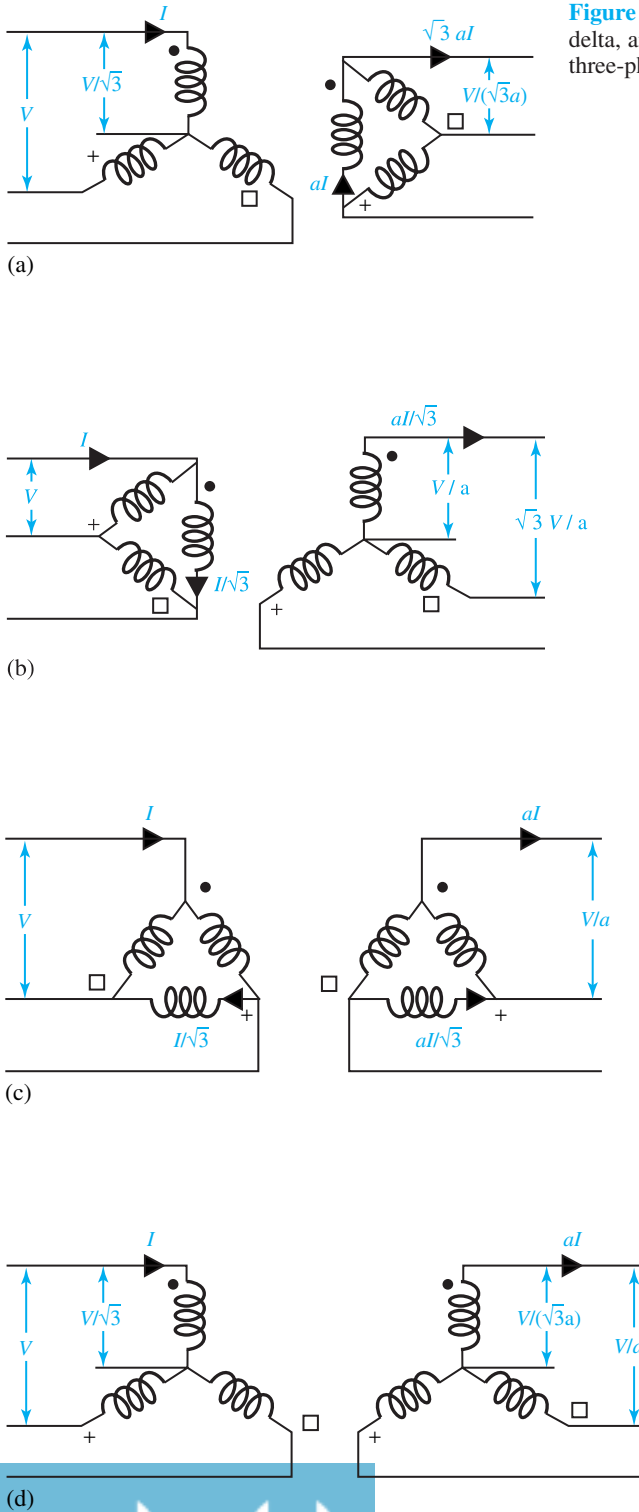 Figure
delta, a
three-p
I
V
V/√3
+
√3 aI
V/(√3a)
aI
+
(a)
I
V
+
I/√3
aI/√3
V / a
√3 V / a
+
(b)
I
V
I/√3
+
aI
V/a
aI/√3
+
(c)
I
V
V/√3
+
aI
V/(√3a)
V/a
+
(d)